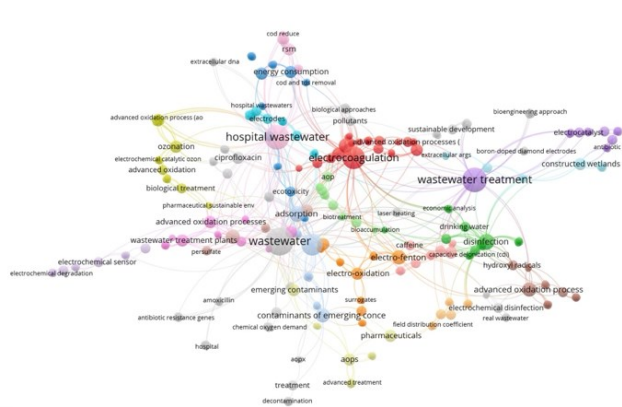 cod reduce
rsm
extracellular dna
energy consumption
cod and toc removal
hospital wastewaters
biological approaches
bioengineering approach
advanced oxidation process (ao
electrodes
pollutants
sustainable development
electrocatalyst
hospital wastewater
advanced oxidation processes (
ozonation
antibiotic
electrochemical catalytic ozon
ciprofloxacin
electrocoagulation
extracellular args
boron-doped diamond electrodes
advanced oxidation
constructed wetlands
aop
wastewater treatment
biological treatment
ecotoxicity
pharmaceutical sustainable env
economic analysis
advanced oxidation processes
adsorption
biotreatment
laser heating
drinking water
bioaccumulation
wastewater treatment plants
wastewater
caffeine
disinfection
persulfate
capacitive deionization (cdi)
electro-fenton
electrochemical sensor
hydroxyl radicals
electrochemical degradation
electro-oxidation
emerging contaminants
advanced oxidation process
amoxicillin
surrogates
electrochemical disinfection
antibiotic resistance genes
contaminants of emerging conce
real wastewater
chemical oxygen demand
field distribution coefficient
pharmaceuticals
hospital
aopx
aops
treatment
advanced treatment
decontamination